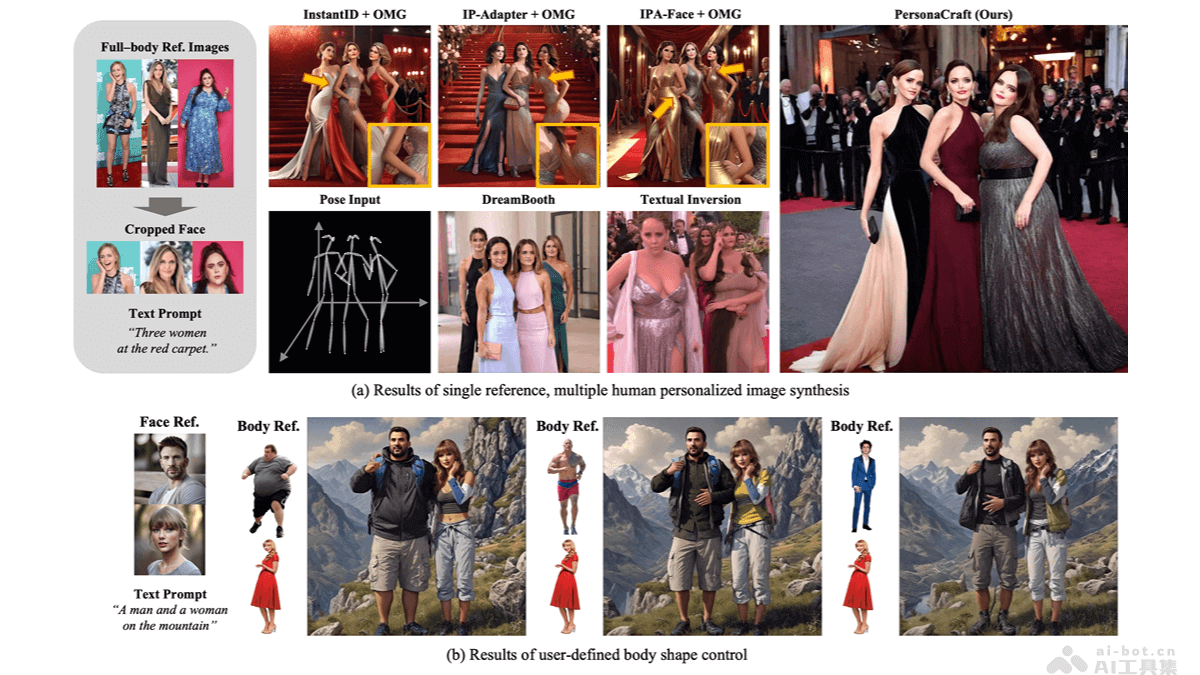 InstantID + OMG
IP-Adapter + OMG
IPA-Face + OMG
PersonaCraft (Ours)
Full–body Ref. Images
Cropped Face
Text Prompt
“Three women
at the red carpet.”
Pose Input
DreamBooth
Textual Inversion
(a) Results of single reference, multiple human personalized image synthesis
Face Ref.
Body Ref.
Body Ref.
Body Ref.
Text Prompt
“A man and a woman
on the mountain”
(b) Results of user-defined body shape control
ai-bot.cn
AI工具集